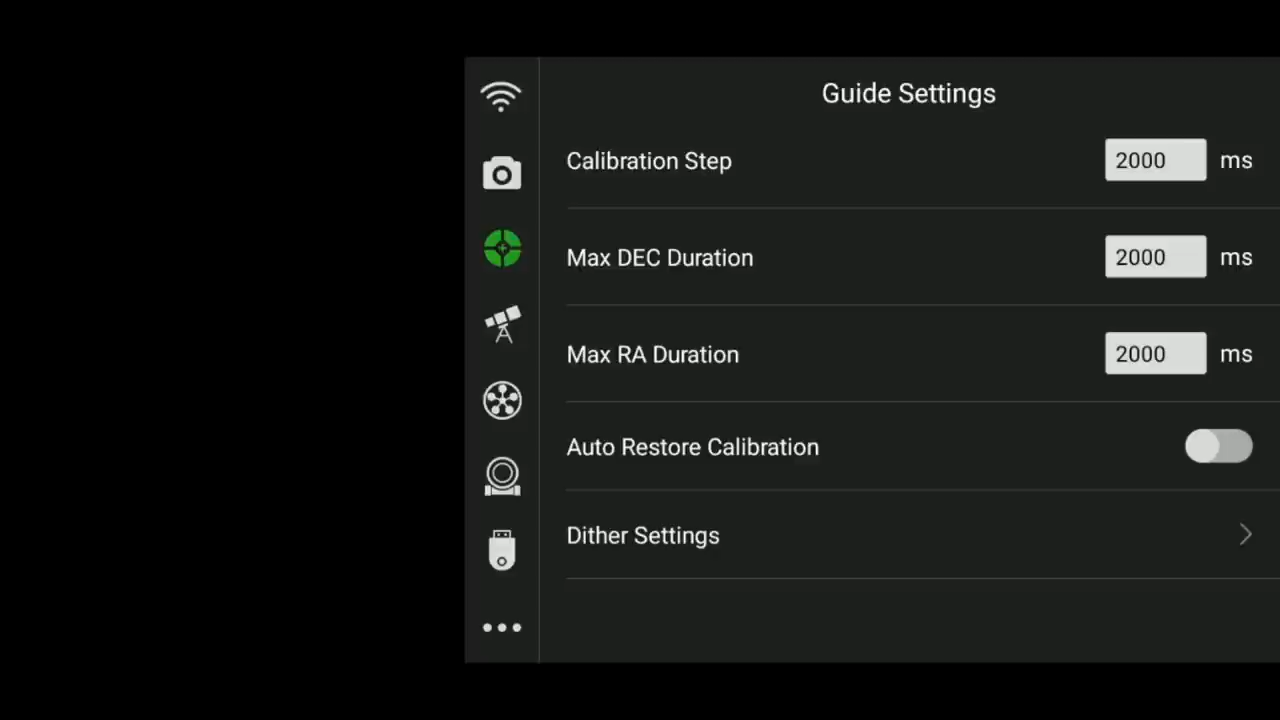 Guide Settings
Calibration Step 2000 ms
Max DEC Duration 2000 ms
Max RA Duration 2000 ms
Auto Restore Calibration
Dither Settings